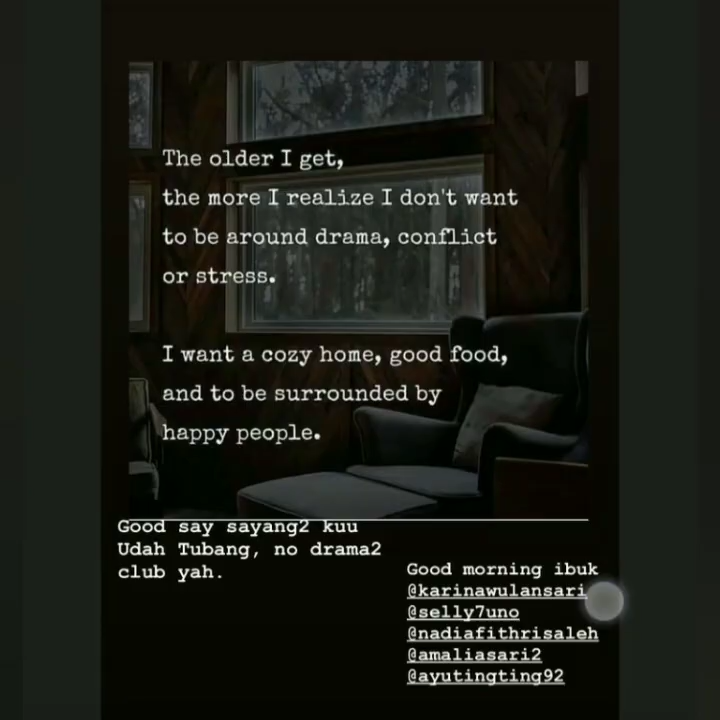 The older I get,
the more I realize I don't want
to be around drama, conflict
or stress.
I want a cozy home, good food,
and to be surrounded by
happy people.
Good say sayang2 kuu
Udah Tubang, no drama2
club yah.
Good morning ibuk
@karinawulansari
@selly7uno
@nadiafithrisaleh
@amaliasari2
@ayutingting92